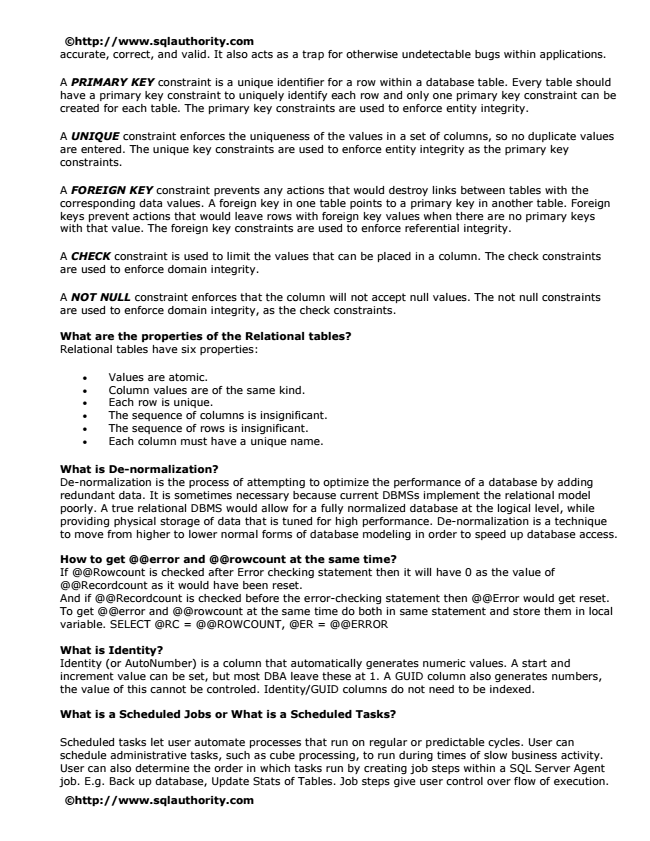 ©http://www.sqlauthority.com
accurate, correct, and valid. It also acts as a trap for otherwise undetectable bugs within applications.
A PRIMARY KEY constraint is a unique identifier for a row within a database table. Every table should
have a primary key constraint to uniquely identify each row and only one primary key constraint can be
created for each table. The primary key constraints are used to enforce entity integrity.
A UNIQUE constraint enforces the uniqueness of the values in a set of columns, so no duplicate values
are entered. The unique key constraints are used to enforce entity integrity as the primary key
constraints.
A FOREIGN KEY constraint prevents any actions that would destroy links between tables with the
corresponding data values. A foreign key in one table points to a primary key in another table. Foreign
keys prevent actions that would leave rows with foreign key values when there are no primary keys
with that value. The foreign key constraints are used to enforce referential integrity.
A CHECK constraint is used to limit the values that can be placed in a column. The check constraints
are used to enforce domain integrity.
A NOT NULL constraint enforces that the column will not accept null values. The not null constraints
are used to enforce domain integrity, as the check constraints.
What are the properties of the Relational tables?
Relational tables have six properties:
• Values are atomic.
• Column values are of the same kind.
• Each row is unique.
• The sequence of columns is insignificant.
• The sequence of rows is insignificant.
• Each column must have a unique name.
What is De-normalization?
De-normalization is the process of attempting to optimize the performance of a database by adding
redundant data. It is sometimes necessary because current DBMSs implement the relational model
poorly. A true relational DBMS would allow for a fully normalized database at the logical level, while
providing physical storage of data that is tuned for high performance. De-normalization is a technique
to move from higher to lower normal forms of database modeling in order to speed up database access.
How to get @@error and @@rowcount at the same time?
If @@Rowcount is checked after Error checking statement then it will have 0 as the value of
@@Recordcount as it would have been reset.
And if @@Recordcount is checked before the error-checking statement then @@Error would get reset.
To get @@error and @@rowcount at the same time do both in same statement and store them in local
variable. SELECT @RC = @@ROWCOUNT, @ER = @@ERROR
What is Identity?
Identity (or AutoNumber) is a column that automatically generates numeric values. A start and
increment value can be set, but most DBA leave these at 1. A GUID column also generates numbers,
the value of this cannot be controled. Identity/GUID columns do not need to be indexed.
What is a Scheduled Jobs or What is a Scheduled Tasks?
Scheduled tasks let user automate processes that run on regular or predictable cycles. User can
schedule administrative tasks, such as cube processing, to run during times of slow business activity.
User can also determine the order in which tasks run by creating job steps within a SQL Server Agent
job. E.g. Back up database, Update Stats of Tables. Job steps give user control over flow of execution.
©http://www.sqlauthority.com